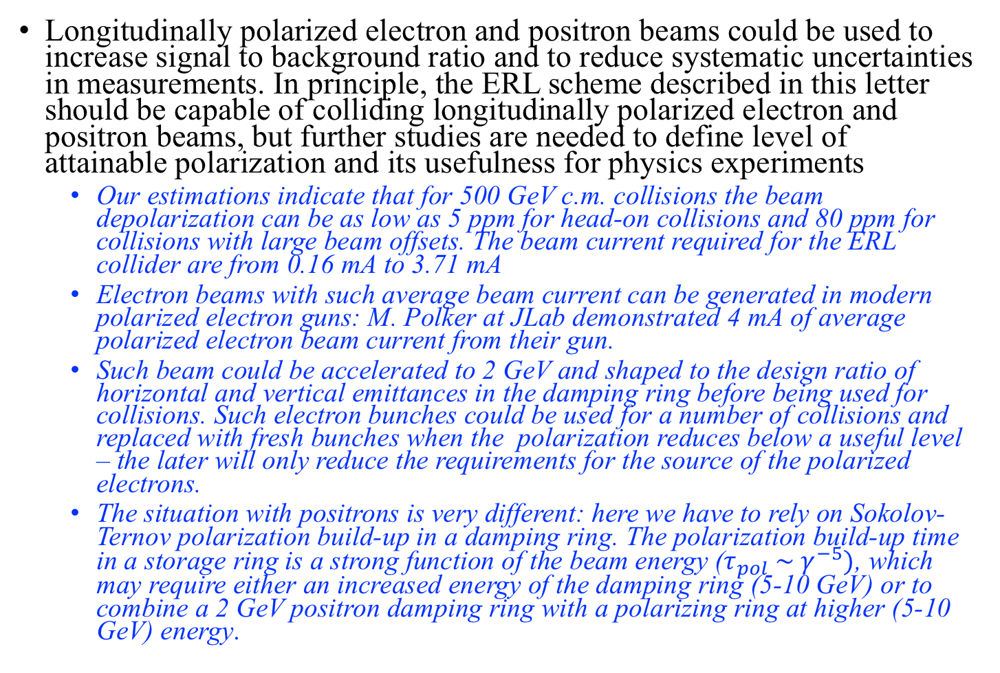 • Longitudinally polarized electron and positron beams could be used to
increase signal to background ratio and to reduce systematic uncertainties
in measurements. In principle, the ERL scheme described in this letter
should be capable of colliding longitudinally polarized electron and
positron beams, but further studies are needed to define level of
attainable polarization and its usefulness for physics experiments
• Our estimations indicate that for 500 GeV c.m. collisions the beam
depolarization can be as low as 5 ppm for head-on collisions and 80 ppm for
collisions with large beam offsets. The beam current required for the ERL
collider are from 0.16 mA to 3.71 mA
• Electron beams with such average beam current can be generated in modern
polarized electron guns: M. Polker at JLab demonstrated 4 mA of average
polarized electron beam current from their gun.
• Such beam could be accelerated to 2 GeV and shaped to the design ratio of
horizontal and vertical emittances in the damping ring before being used for
collisions. Such electron bunches could be used for a number of collisions and
replaced with fresh bunches when the  polarization reduces below a useful level
– the later will only reduce the requirements for the source of the polarized
electrons.
• The situation with positrons is very different: here we have to rely on Sokolov-
Ternov polarization build-up in a damping ring. The polarization build-up time
in a storage ring is a strong function of the beam energy (τ_pol ~ γ⁻⁵), which
may require either an increased energy of the damping ring (5-10 GeV) or to
combine a 2 GeV positron damping ring with a polarizing ring at higher (5-10
GeV) energy.